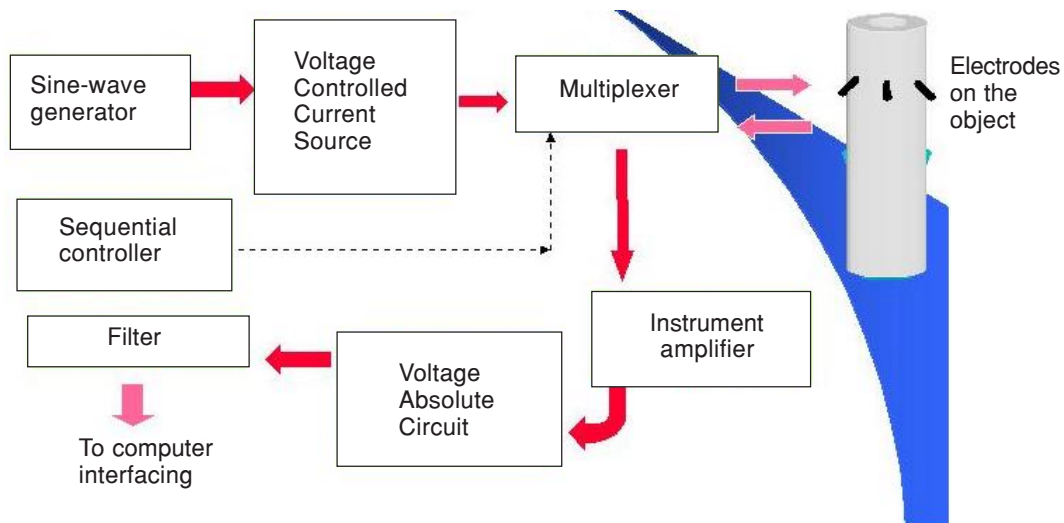 Sine-wave
generator
Voltage
Controlled
Current
Source
Multiplexer
Electrodes
on the
object
Sequential
controller
Instrument
amplifier
Filter
Voltage
Absolute
Circuit
To computer
interfacing